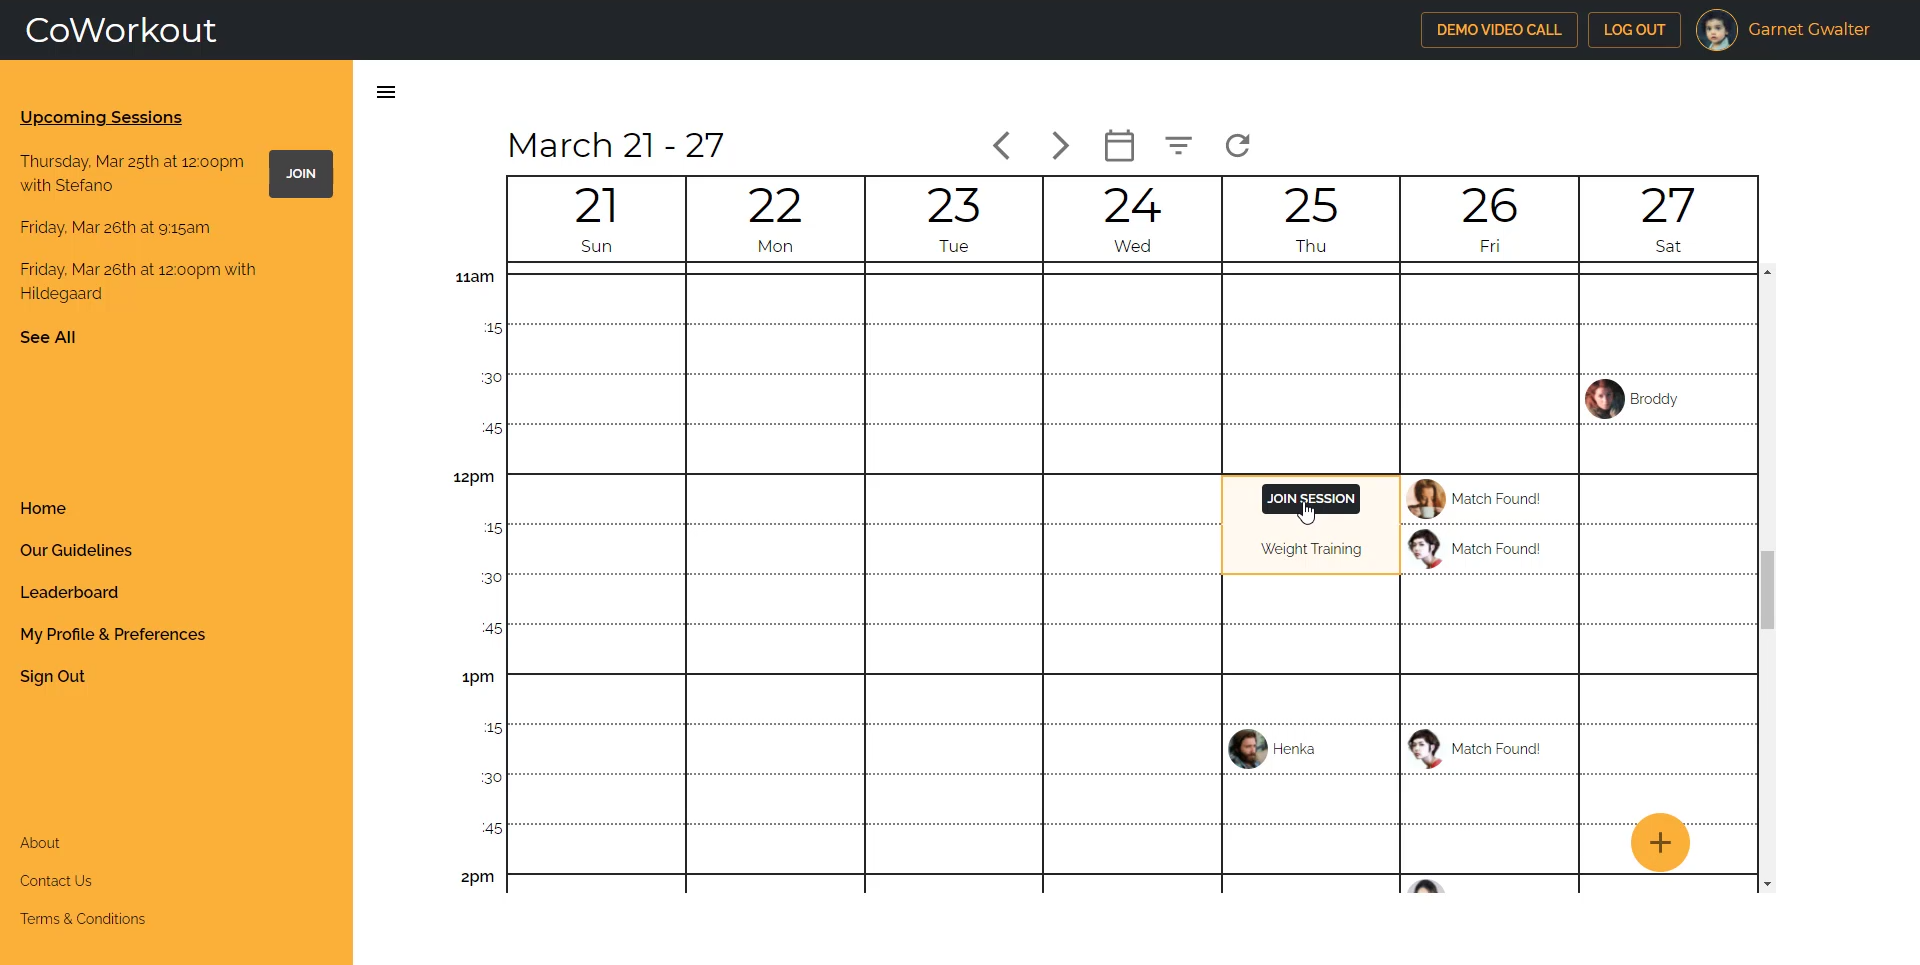 CoWorkout
DEMO VIDEO CALL
LOG OUT
Garnet Gwalter
Upcoming Sessions
Thursday, Mar 25th at 12:00pm
with Stefano
JOIN
Friday, Mar 26th at 9:15am
Friday, Mar 26th at 12:00pm with
Hildegaard
See All
Home
Our Guidelines
Leaderboard
My Profile & Preferences
Sign Out
About
Contact Us
Terms & Conditions
March 21 - 27
21 22 23 24 25 26 27
Sun Mon Tue Wed Thu Fri Sat
11am
:15
:30
Broddy
:45
12pm
JOIN SESSION
Match Found!
:15
Weight Training
Match Found!
:30
:45
1pm
:15
Henka
Match Found!
:30
:45
2pm